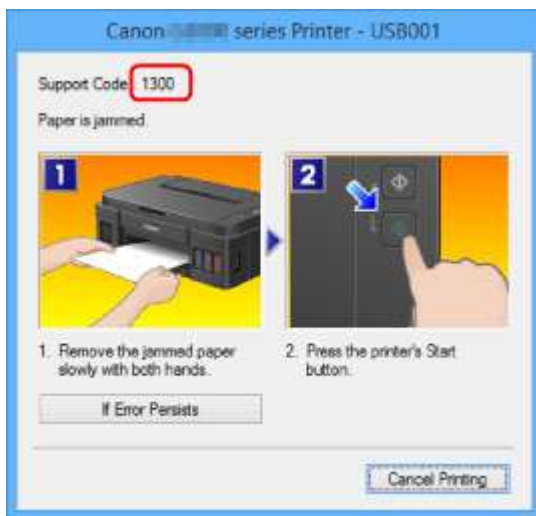 Canon series Printer - USB001
Support Code 1300
Paper is jammed.
1
2
1. Remove the jammed paper
slowly with both hands.
2. Press the printer's Start
button.
If Error Persists
Cancel Printing